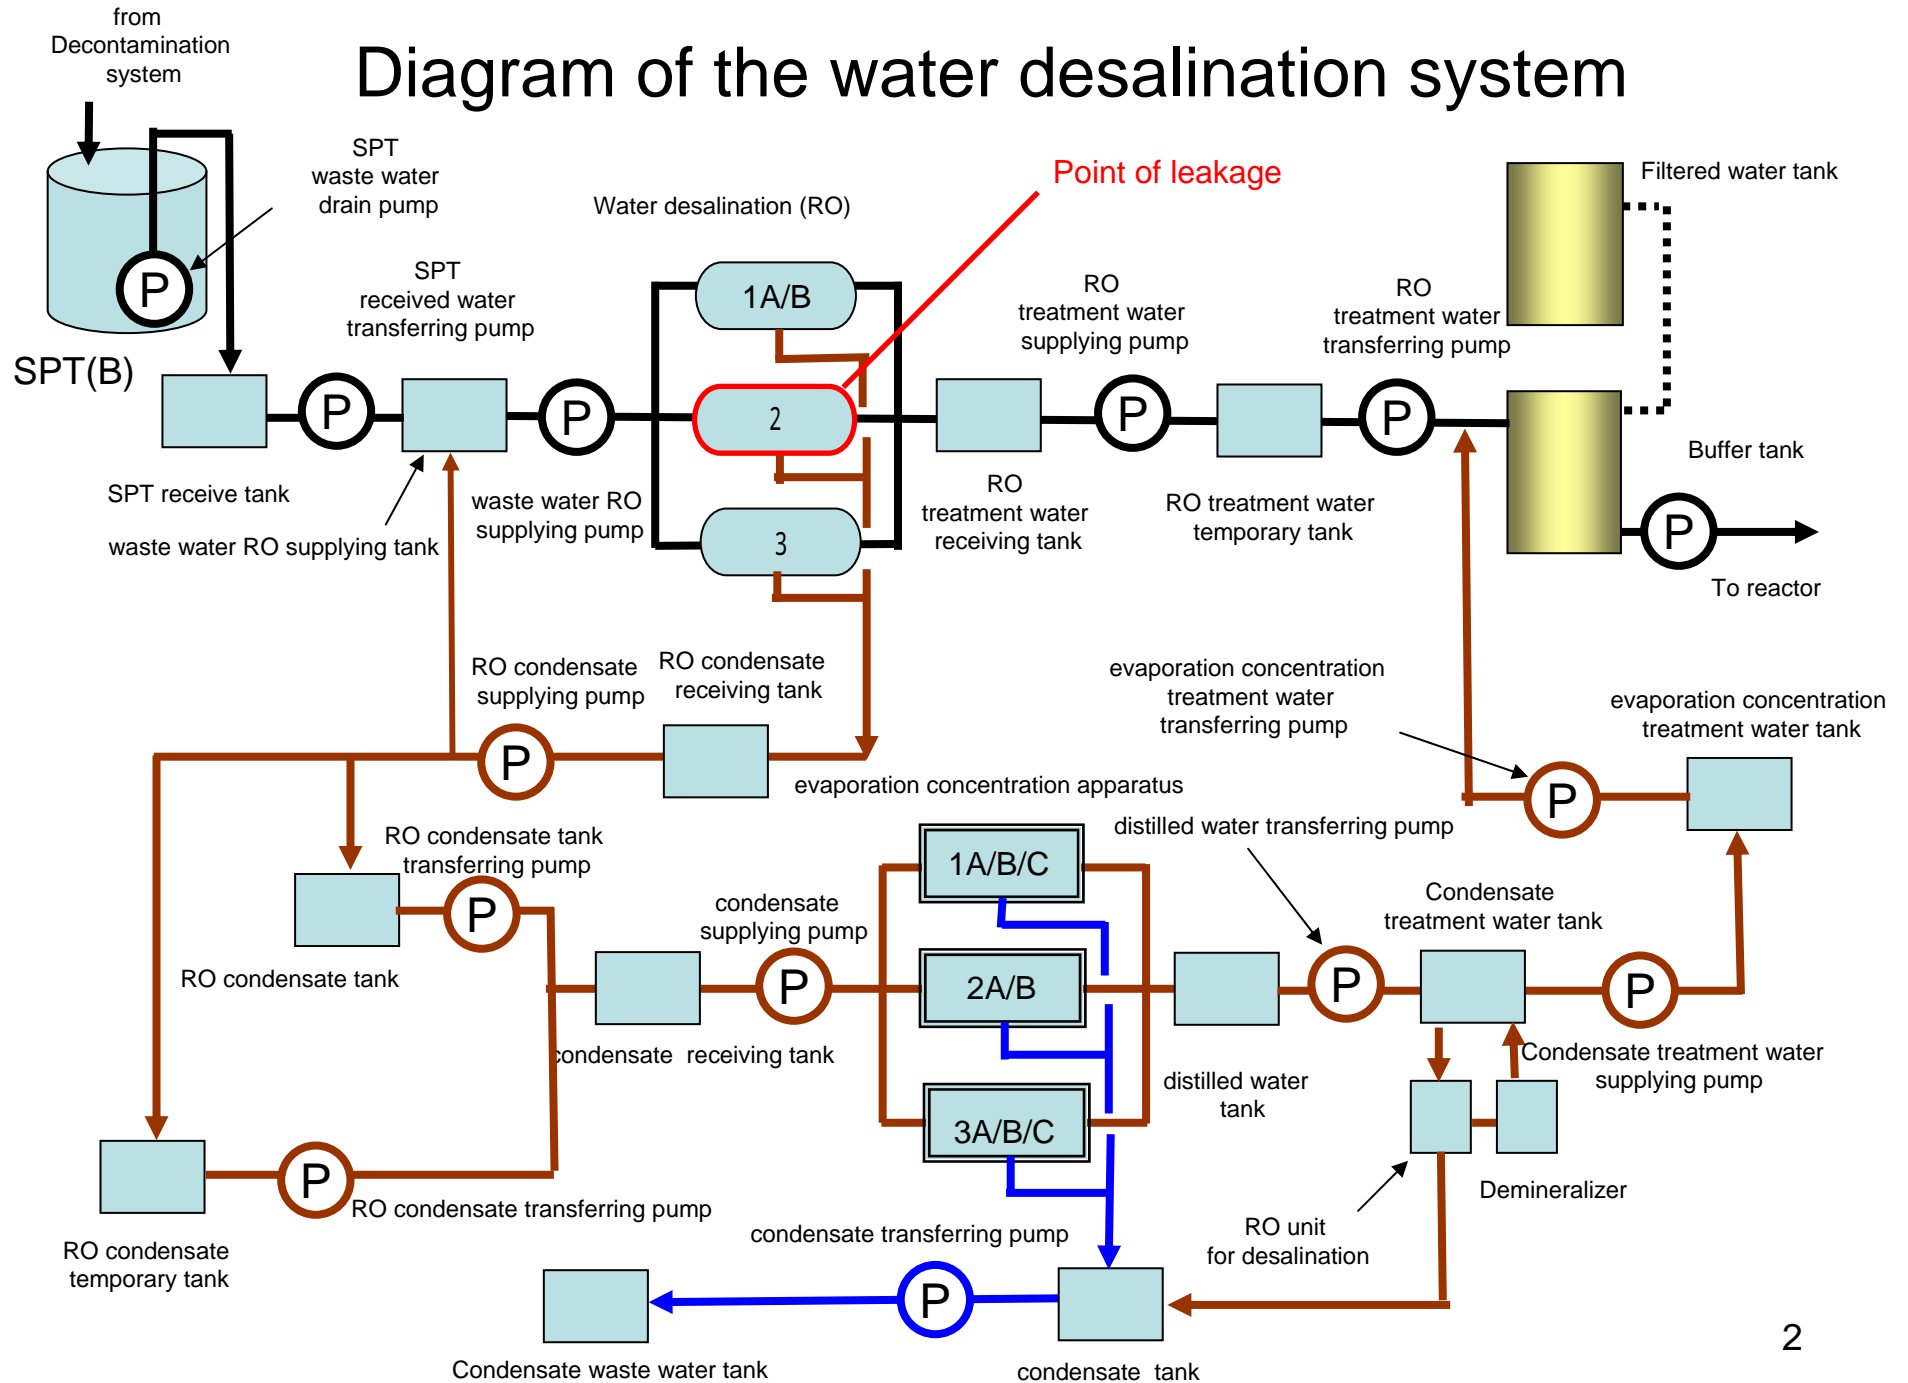 from
Decontamination
system
Diagram of the water desalination system
SPT
waste water
drain pump
Point of leakage
Filtered water tank
Water desalination (RO)
P
SPT
received water
transferring pump
1A/B
RO
treatment water
supplying pump
RO
treatment water
transferring pump
SPT(B)
P
P
2
P
P
Buffer tank
SPT receive tank
waste water RO
supplying pump
RO
treatment water
receiving tank
RO treatment water
temporary tank
waste water RO supplying tank
3
P
To reactor
RO condensate
supplying pump
RO condensate
receiving tank
evaporation concentration
treatment water
transferring pump
evaporation concentration
treatment water tank
P
evaporation concentration apparatus
P
RO condensate tank
transferring pump
distilled water transferring pump
1A/B/C
P
condensate
supplying pump
Condensate
treatment water tank
RO condensate tank
P
2A/B
P
P
condensate receiving tank
distilled water
tank
Condensate treatment water
supplying pump
3A/B/C
P
RO condensate transferring pump
Demineralizer
RO condensate
temporary tank
condensate transferring pump
RO unit
for desalination
P
Condensate waste water tank
condensate tank
2